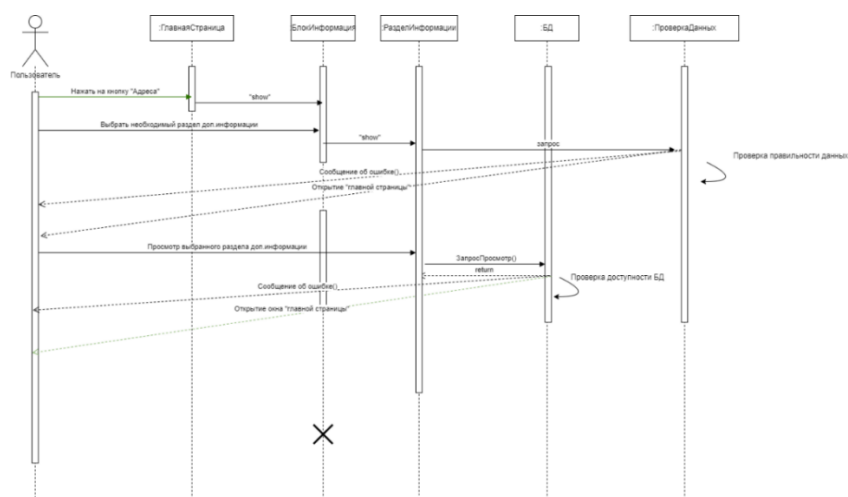 :ГлавнаяСтраница
БлокИнформация
:РазделИнформации
:БД
:ПроверкаДанных
Пользователь
Нажать на кнопку "Адреса"
"show"
Выбрать необходимый раздел доп.информации
"show"
запрос
Проверка правильности данных
Сообщение об ошибке()
Открытие "главной страницы"
Просмотр выбранного раздела доп.информации
ЗапросПросмотр()
return
Проверка доступности БД
Сообщение об ошибке()
Открытие окна "главной страницы"